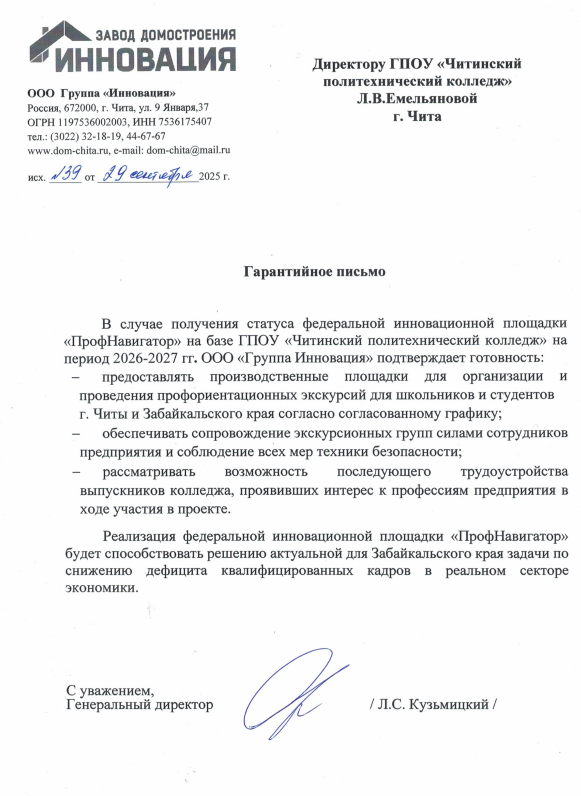 ЗАВОД ДОМОСТРОЕНИЯ
ИННОВАЦИЯ
ООО Группа «Инновация»
Россия, 672000, г. Чита, ул. 9 Января,37
ОГРН 1197536002003, ИНН 7536175407
тел.: (3022) 32-18-19, 44-67-67
www.dom-chita.ru, e-mail: dom-chita@mail.ru
исх. №39 от 29 сентября 2025 г.
Директору ГПОУ «Читинский
политехнический колледж»
Л.В.Емельяновой
г. Чита
Гарантийное письмо
В случае получения статуса федеральной инновационной площадки
«ПрофНавигатор» на базе ГПОУ «Читинский политехнический колледж» на
период 2026-2027 гг. ООО «Группа Инновация» подтверждает готовность:
– предоставлять производственные площадки для организации и
проведения профориентационных экскурсий для школьников и студентов
г. Читы и Забайкальского края согласно согласованному графику;
– обеспечивать сопровождение экскурсионных групп силами сотрудников
предприятия и соблюдение всех мер техники безопасности;
– рассматривать возможность последующего трудоустройства
выпускников колледжа, проявивших интерес к профессиям предприятия в
ходе участия в проекте.
Реализация федеральной инновационной площадки «ПрофНавигатор»
будет способствовать решению актуальной для Забайкальского края задачи по
снижению дефицита квалифицированных кадров в реальном секторе
экономики.
С уважением,
Генеральный директор / Л.С. Кузьмицкий /